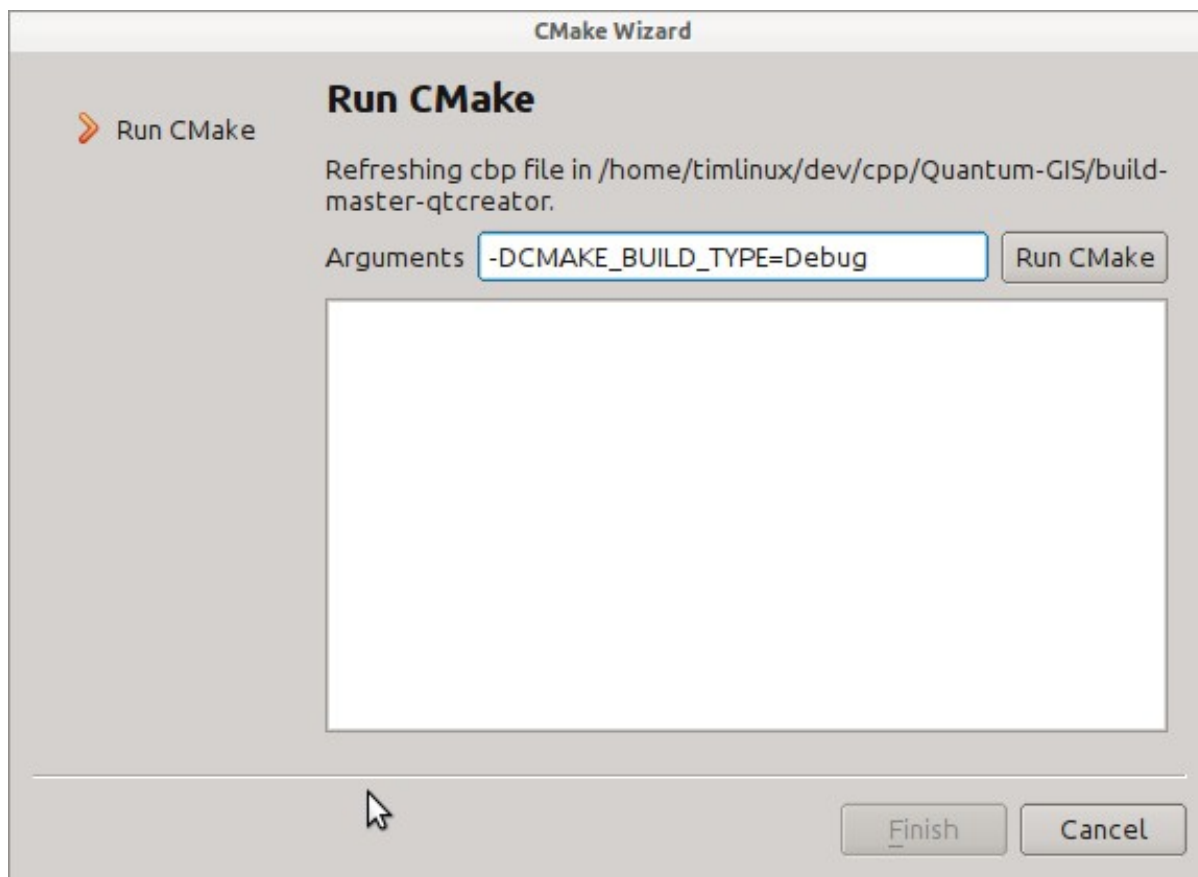 CMake Wizard
Run CMake
Run CMake
Refreshing cbp file in /home/timlinux/dev/cpp/Quantum-GIS/build-
master-qtcreator.
Arguments -DCMAKE_BUILD_TYPE=Debug Run CMake
Finish Cancel